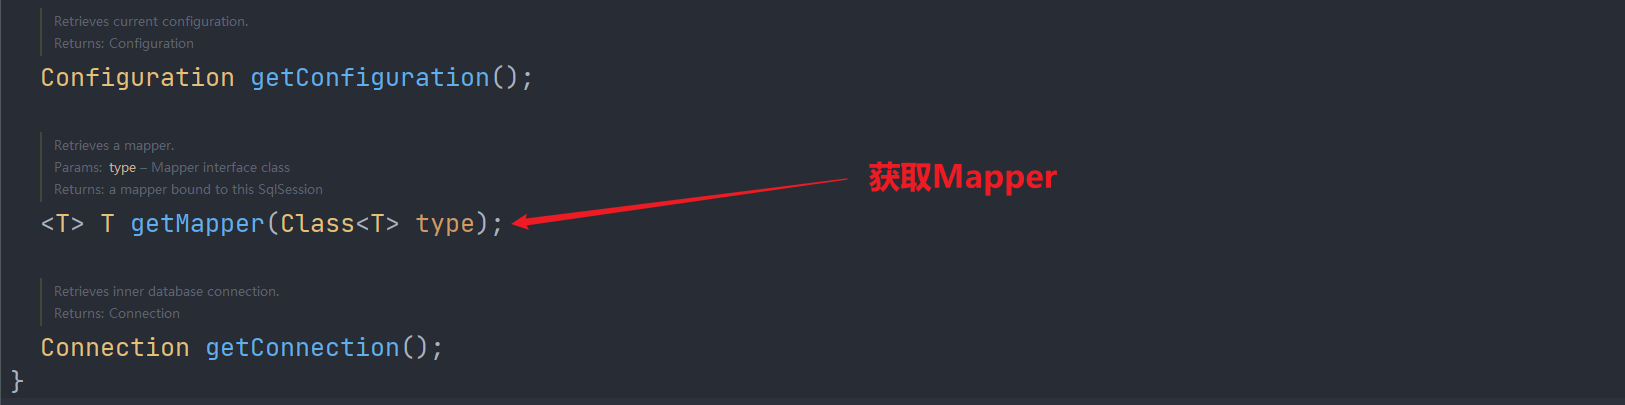 Retrieves current configuration.
Returns: Configuration
Configuration getConfiguration();
Retrieves a mapper.
Params: type – Mapper interface class
Returns: a mapper bound to this SqlSession
<T> T getMapper(Class<T> type);
获取Mapper
Retrieves inner database connection.
Returns: Connection
Connection getConnection();
}